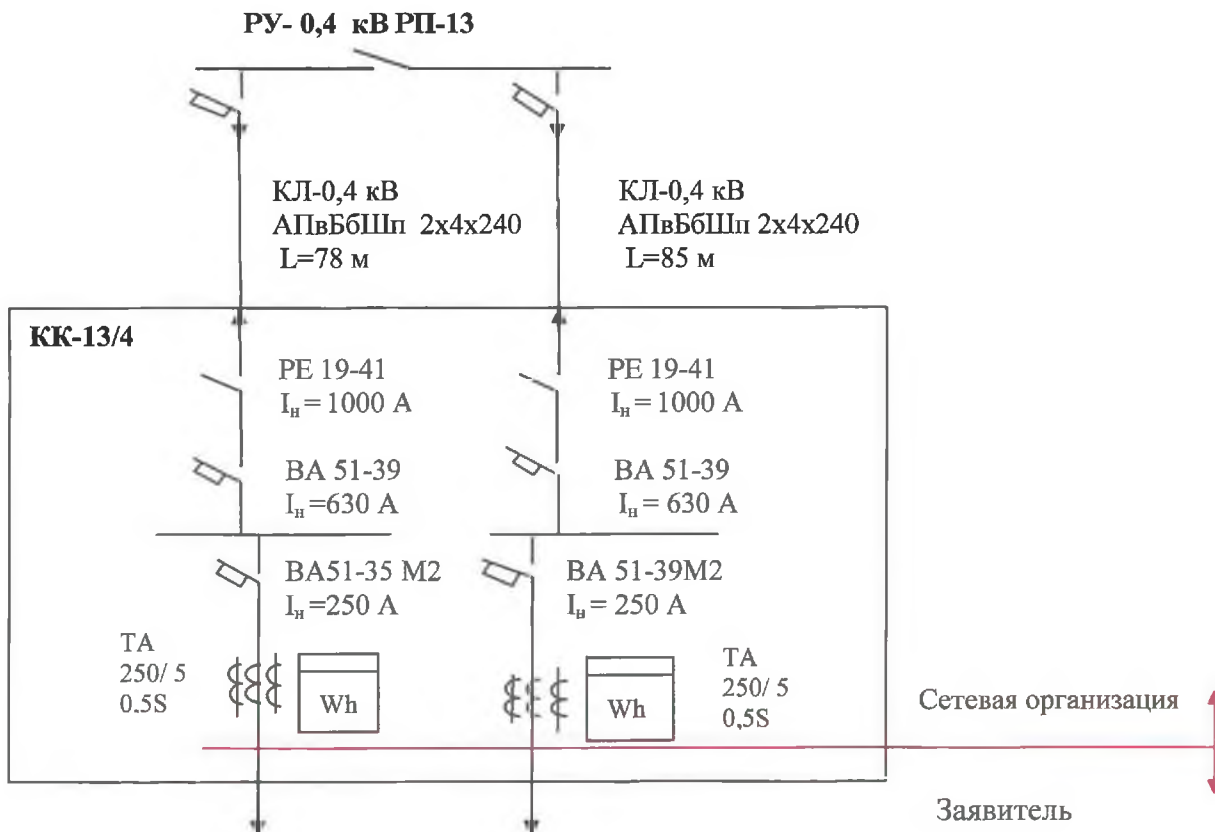 РУ- 0,4 кВ РП-13
КЛ-0,4 кВ
АПвБбШп 2х4х240
L=78 м
КЛ-0,4 кВ
АПвБбШп 2х4х240
L=85 м
КК-13/4
РЕ 19-41
Iн = 1000 А
РЕ 19-41
Iн = 1000 А
ВА 51-39
Iн =630 А
ВА 51-39
Iн = 630 А
ВА51-35 М2
Iн =250 А
ВА 51-39М2
Iн = 250 А
ТА
250/ 5
0.5S
Wh
Wh
ТА
250/ 5
0,5S
Сетевая организация
Заявитель